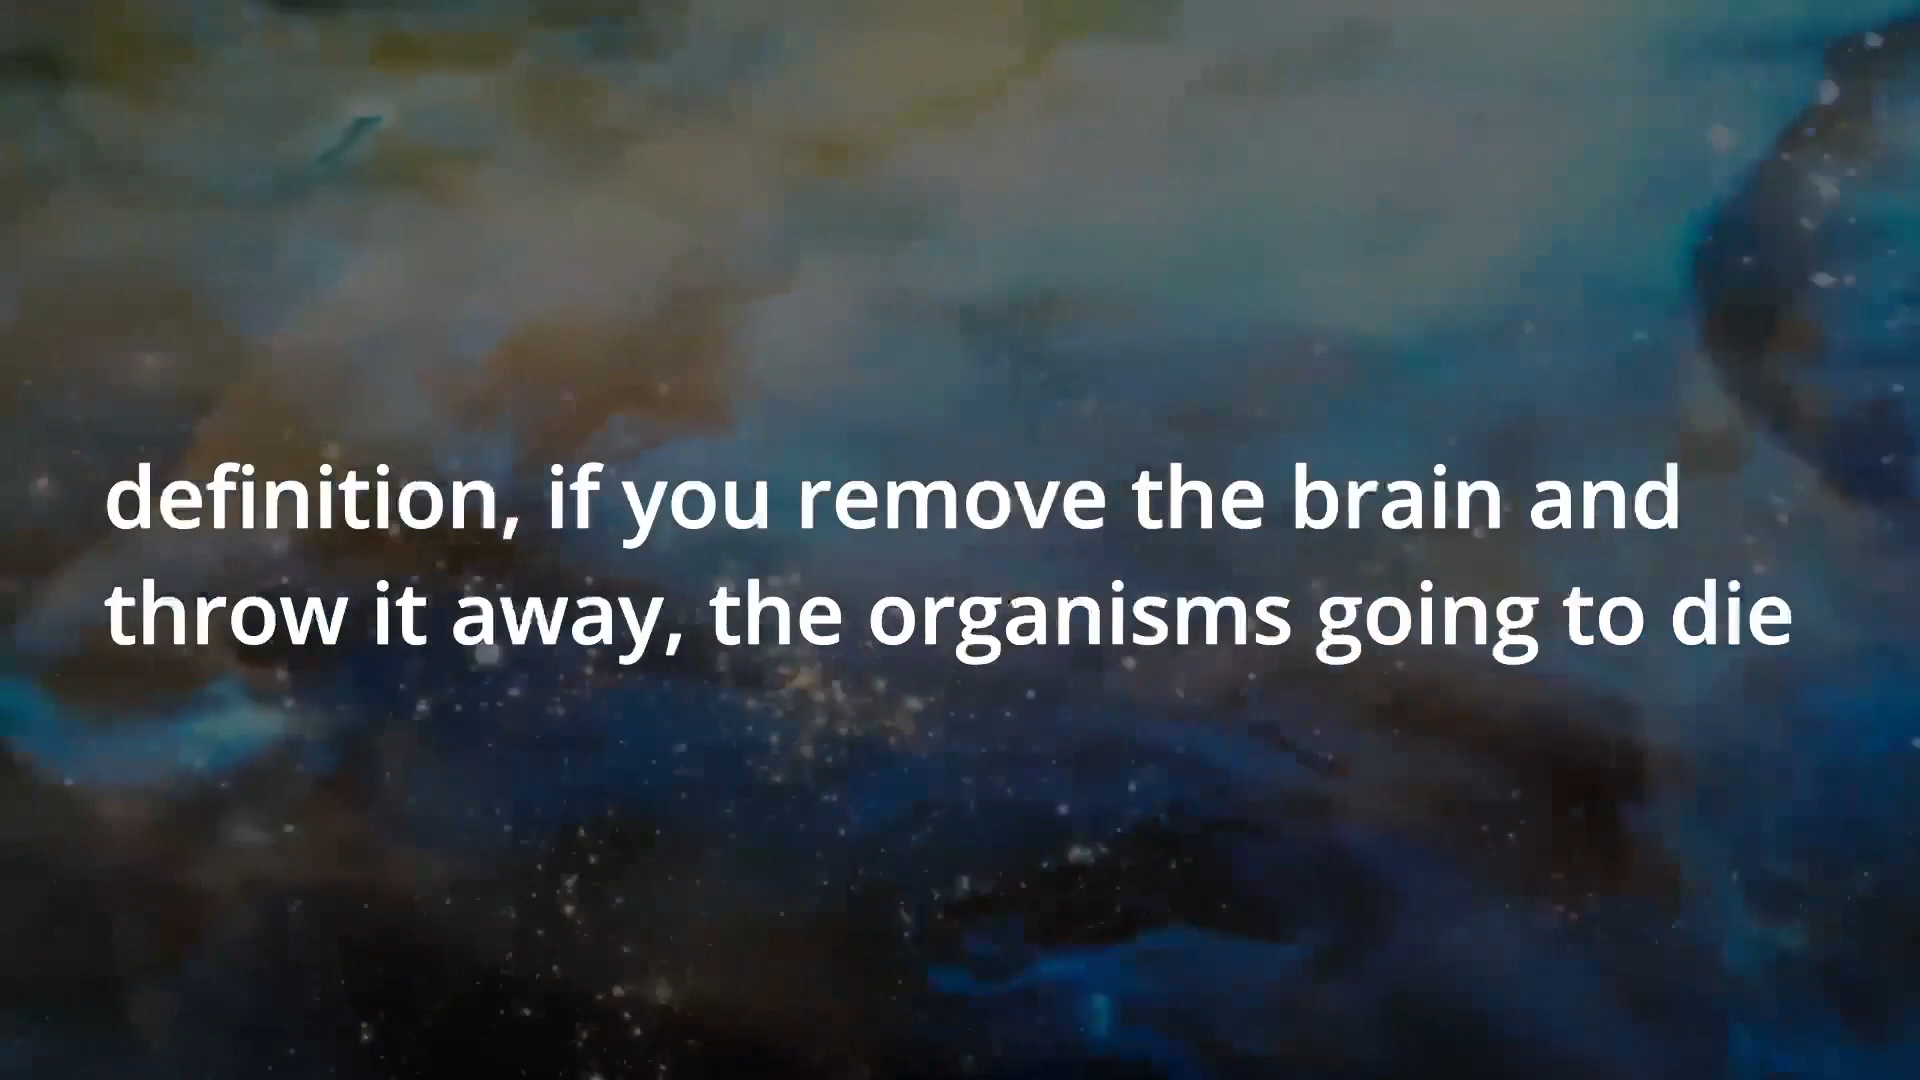 definition, if you remove the brain and
throw it away, the organisms going to die